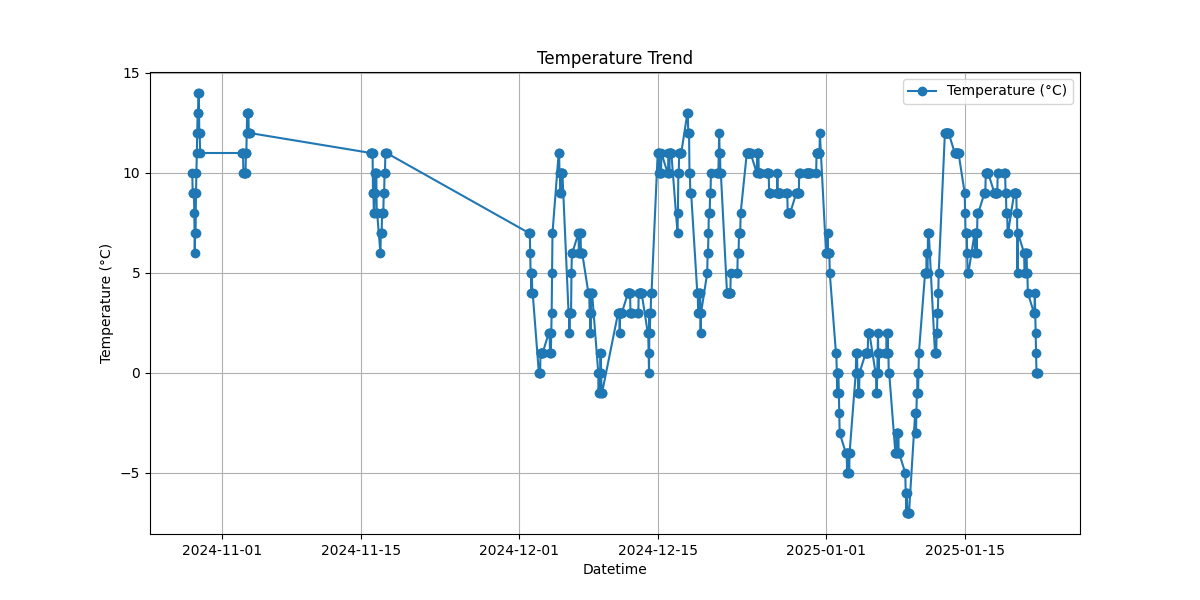 Temperature Trend
Temperature (°C)
15
10
5
0
−5
Temperature (°C)
2024-11-01
2024-11-15
2024-12-01
2024-12-15
2025-01-01
2025-01-15
Datetime